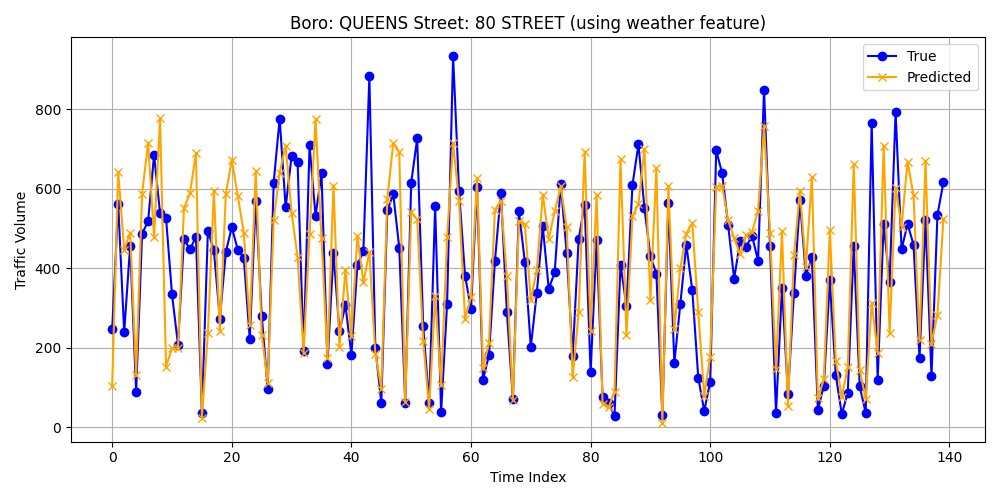 Boro: QUEENS Street: 80 STREET (using weather feature)
True
Predicted
Traffic Volume
800
600
400
200
0
0 20 40 60 80 100 120 140
Time Index